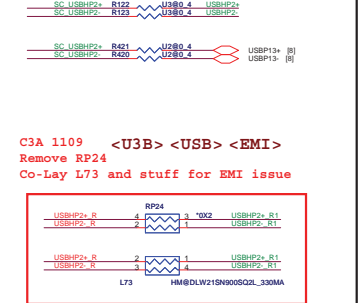 SC_USBHP2+ R122 U3@0_4 USBHP2+
SC_USBHP2- R123 U3@0_4 USBHP2-
SC_USBHP2+ R421 U2@0_4 USBP13+ [8]
SC_USBHP2- R420 U2@0_4 USBP13- [8]
C3A 1109 <U3B> <USB> <EMI>
Remove RP24
Co-Lay L73 and stuff for EMI issue
RP24
USBHP2+_R 4 3 *0X2 USBHP2+_R1
USBHP2-_R 2 1 USBHP2-_R1
USBHP2+_R 2 1 USBHP2+_R1
USBHP2-_R 3 4 USBHP2-_R1
L73 HM@DLW21SN900SQ2L_330MA